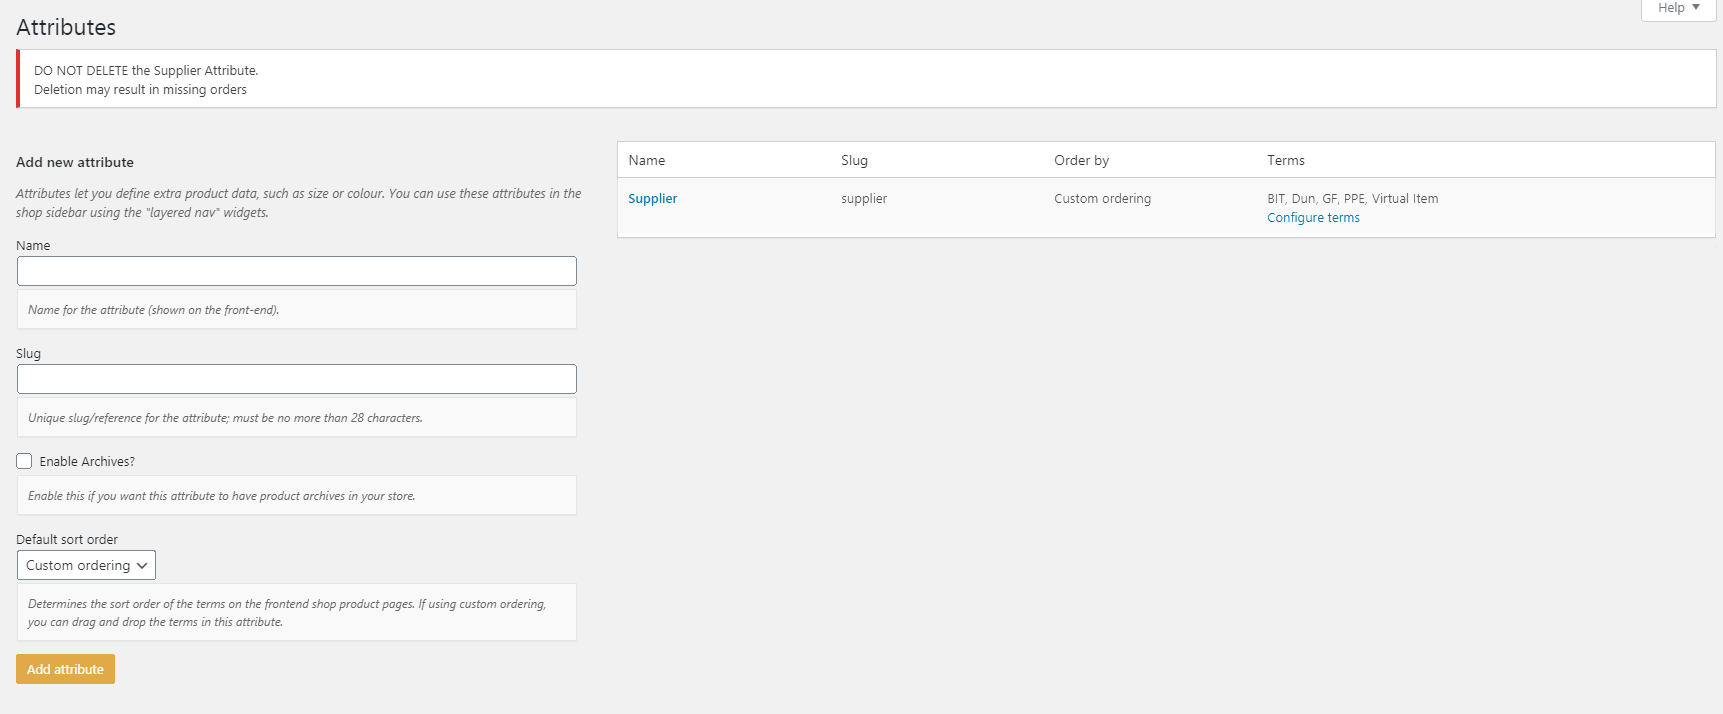 Help
Attributes
DO NOT DELETE the Supplier Attribute.
Deletion may result in missing orders
Add new attribute
Attributes let you define extra product data, such as size or colour. You can use these attributes in the
shop sidebar using the "layered nav" widgets.
Name
Name for the attribute (shown on the front-end).
Slug
Unique slug/reference for the attribute; must be no more than 28 characters.
Enable Archives?
Enable this if you want this attribute to have product archives in your store.
Default sort order
Custom ordering
Determines the sort order of the terms on the frontend shop product pages. If using custom ordering,
you can drag and drop the terms in this attribute.
Add attribute
Name Slug Order by Terms
Supplier supplier Custom ordering BIT, Dun, GF, PPE, Virtual Item
Configure terms